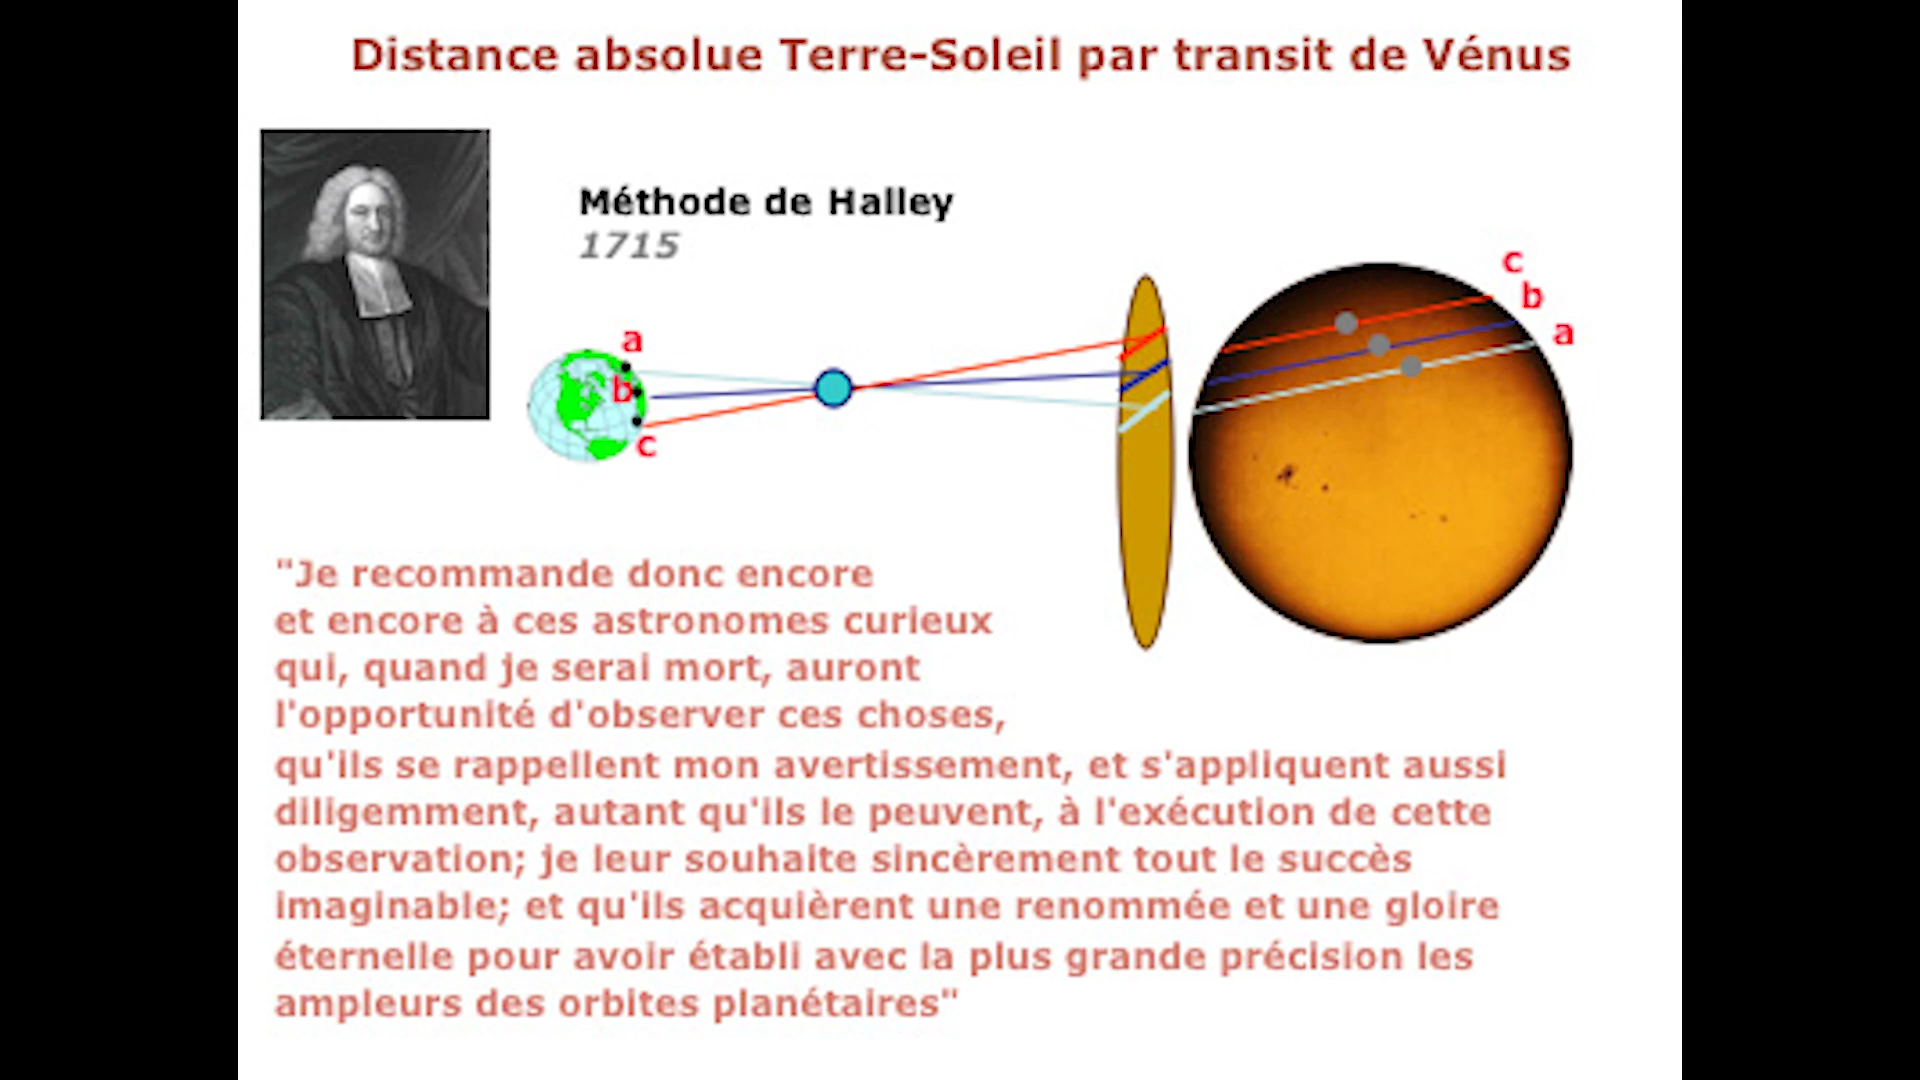 Distance absolue Terre-Soleil par transit de Vénus
Méthode de Halley
1715
a
b
c
c
b
a
"Je recommande donc encore
et encore à ces astronomes curieux
qui, quand je serai mort, auront
l'opportunité d'observer ces choses,
qu'ils se rappellent mon avertissement, et s'appliquent aussi
diligemment, autant qu'ils le peuvent, à l'exécution de cette
observation; je leur souhaite sincèrement tout le succès
imaginable; et qu'ils acquièrent une renommée et une gloire
éternelle pour avoir établi avec la plus grande précision les
ampleurs des orbites planétaires"